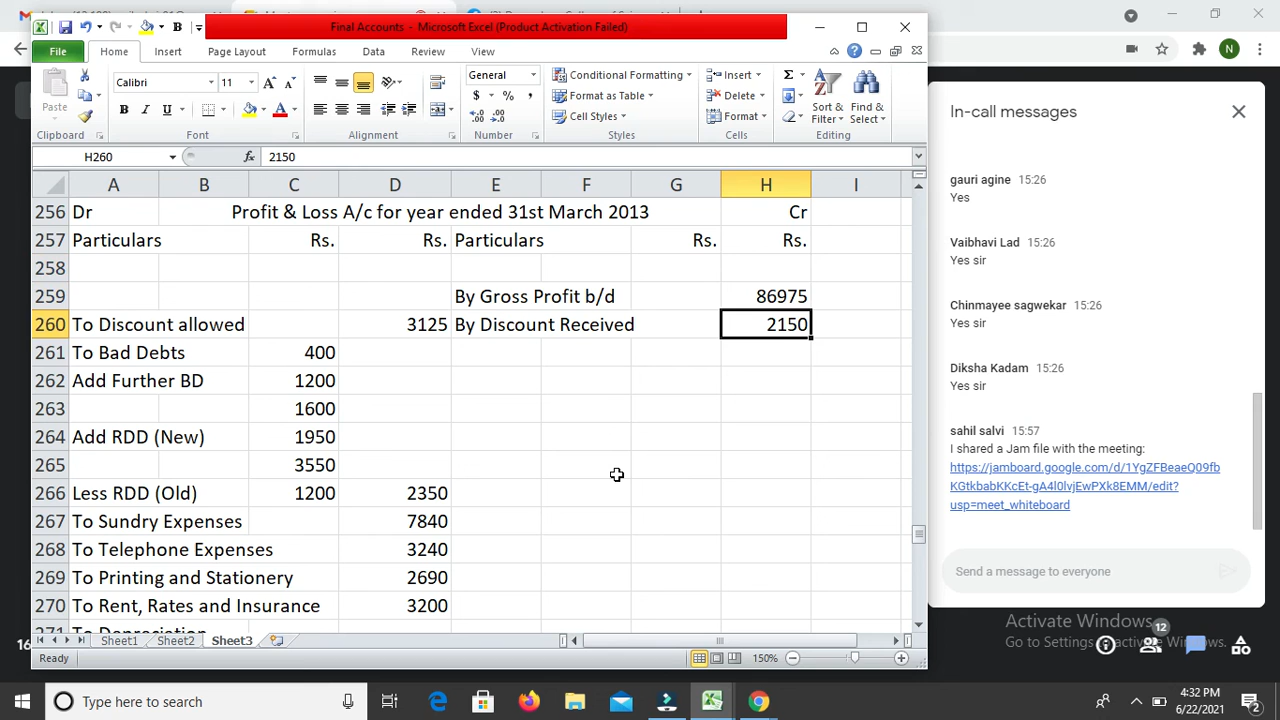 Final Accounts - Microsoft Excel (Product Activation Failed)
File Home Insert Page Layout Formulas Data Review View
Paste
Calibri 11
General
Conditional Formatting
Format as Table
Cell Styles
Insert
Delete
Format
Sort & Filter
Find & Select
Clipboard Font Alignment Number Styles Cells Editing
H260 fx 2150
A B C D E F G H I
256 Dr Profit & Loss A/c for year ended 31st March 2013 Cr
257 Particulars Rs. Rs. Particulars Rs. Rs.
258
259 By Gross Profit b/d 86975
260 To Discount allowed 3125 By Discount Received 2150
261 To Bad Debts 400
262 Add Further BD 1200
263 1600
264 Add RDD (New) 1950
265 3550
266 Less RDD (Old) 1200 2350
267 To Sundry Expenses 7840
268 To Telephone Expenses 3240
269 To Printing and Stationery 2690
270 To Rent, Rates and Insurance 3200
271 To Depreciation
Sheet1 Sheet2 Sheet3
Ready 150%
N
In-call messages
gauri agine 15:26
Yes
Vaibhavi Lad 15:26
Yes sir
Chinmayee sagwekar 15:26
Yes sir
Diksha Kadam 15:26
Yes sir
sahil salvi 15:57
I shared a Jam file with the meeting:
https://jamboard.google.com/d/1YgZFBeaeQ09fb
KGtkbabKKcEt-gA4l0lvjEwPXk8EMM/edit?
usp=meet_whiteboard
Send a message to everyone
Activate Windows
Go to Settings to activate Windows.
12
16
Type here to search
4:32 PM
6/22/2021
2